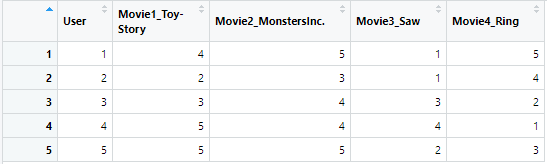 User Movie1_Toy-Story Movie2_MonstersInc. Movie3_Saw Movie4_Ring
1 1 4 5 1 5
2 2 2 3 1 4
3 3 3 4 3 2
4 4 5 4 4 1
5 5 5 5 2 3